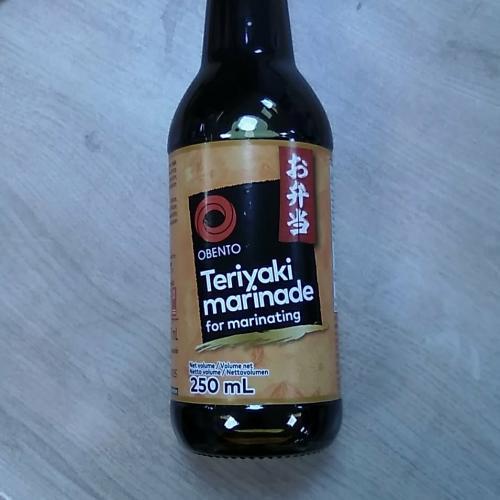 お弁当
OBENTO
Teriyaki
marinade
for marinating
Net volume / Volume net
Netto volume / Nettovolumen
250 mL